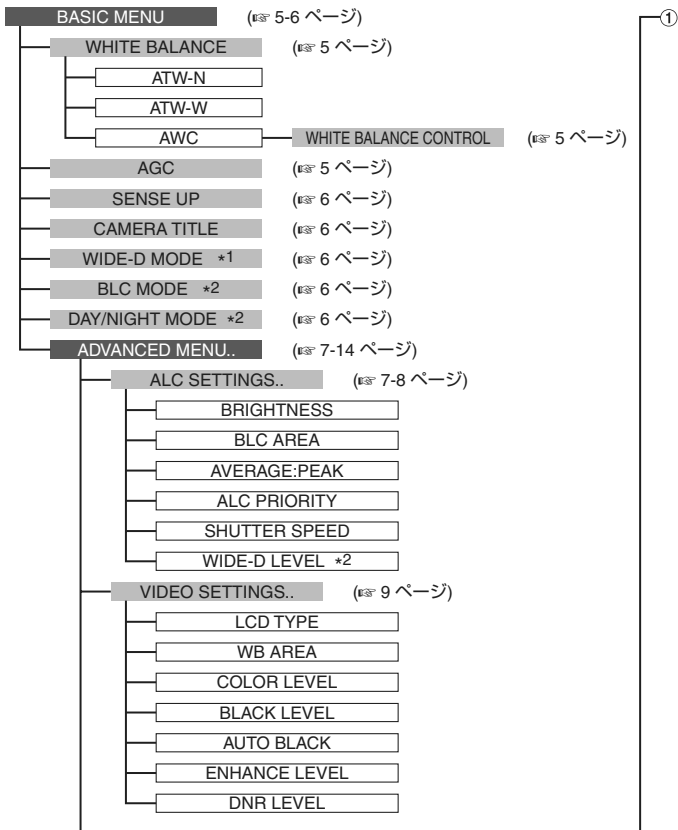 BASIC MENU (☞ 5-6 ページ) ①
WHITE BALANCE (☞ 5 ページ)
ATW-N
ATW-W
AWC WHITE BALANCE CONTROL (☞ 5 ページ)
AGC (☞ 5 ページ)
SENSE UP (☞ 6 ページ)
CAMERA TITLE (☞ 6 ページ)
WIDE-D MODE *1 (☞ 6 ページ)
BLC MODE *2 (☞ 6 ページ)
DAY/NIGHT MODE *2 (☞ 6 ページ)
ADVANCED MENU.. (☞ 7-14 ページ)
ALC SETTINGS.. (☞ 7-8 ページ)
BRIGHTNESS
BLC AREA
AVERAGE:PEAK
ALC PRIORITY
SHUTTER SPEED
WIDE-D LEVEL *2
VIDEO SETTINGS.. (☞ 9 ページ)
LCD TYPE
WB AREA
COLOR LEVEL
BLACK LEVEL
AUTO BLACK
ENHANCE LEVEL
DNR LEVEL